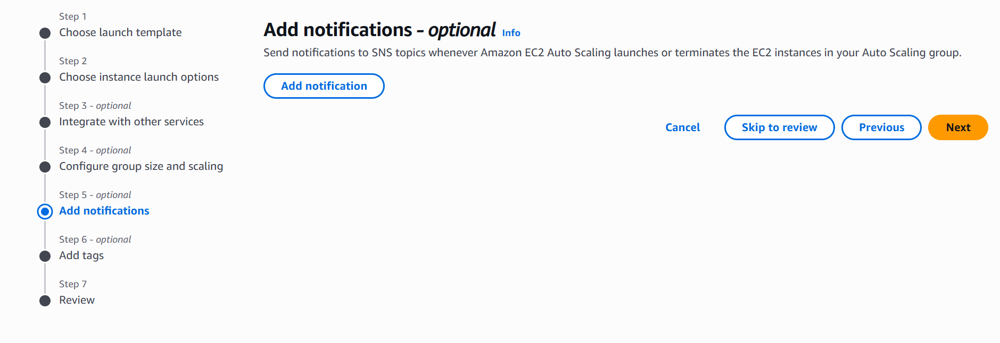 Step 1
Choose launch template
Step 2
Choose instance launch options
Step 3 - optional
Integrate with other services
Step 4 - optional
Configure group size and scaling
Step 5 - optional
Add notifications
Step 6 - optional
Add tags
Step 7
Review
Add notifications - optional Info
Send notifications to SNS topics whenever Amazon EC2 Auto Scaling launches or terminates the EC2 instances in your Auto Scaling group.
Add notification
Cancel Skip to review Previous Next